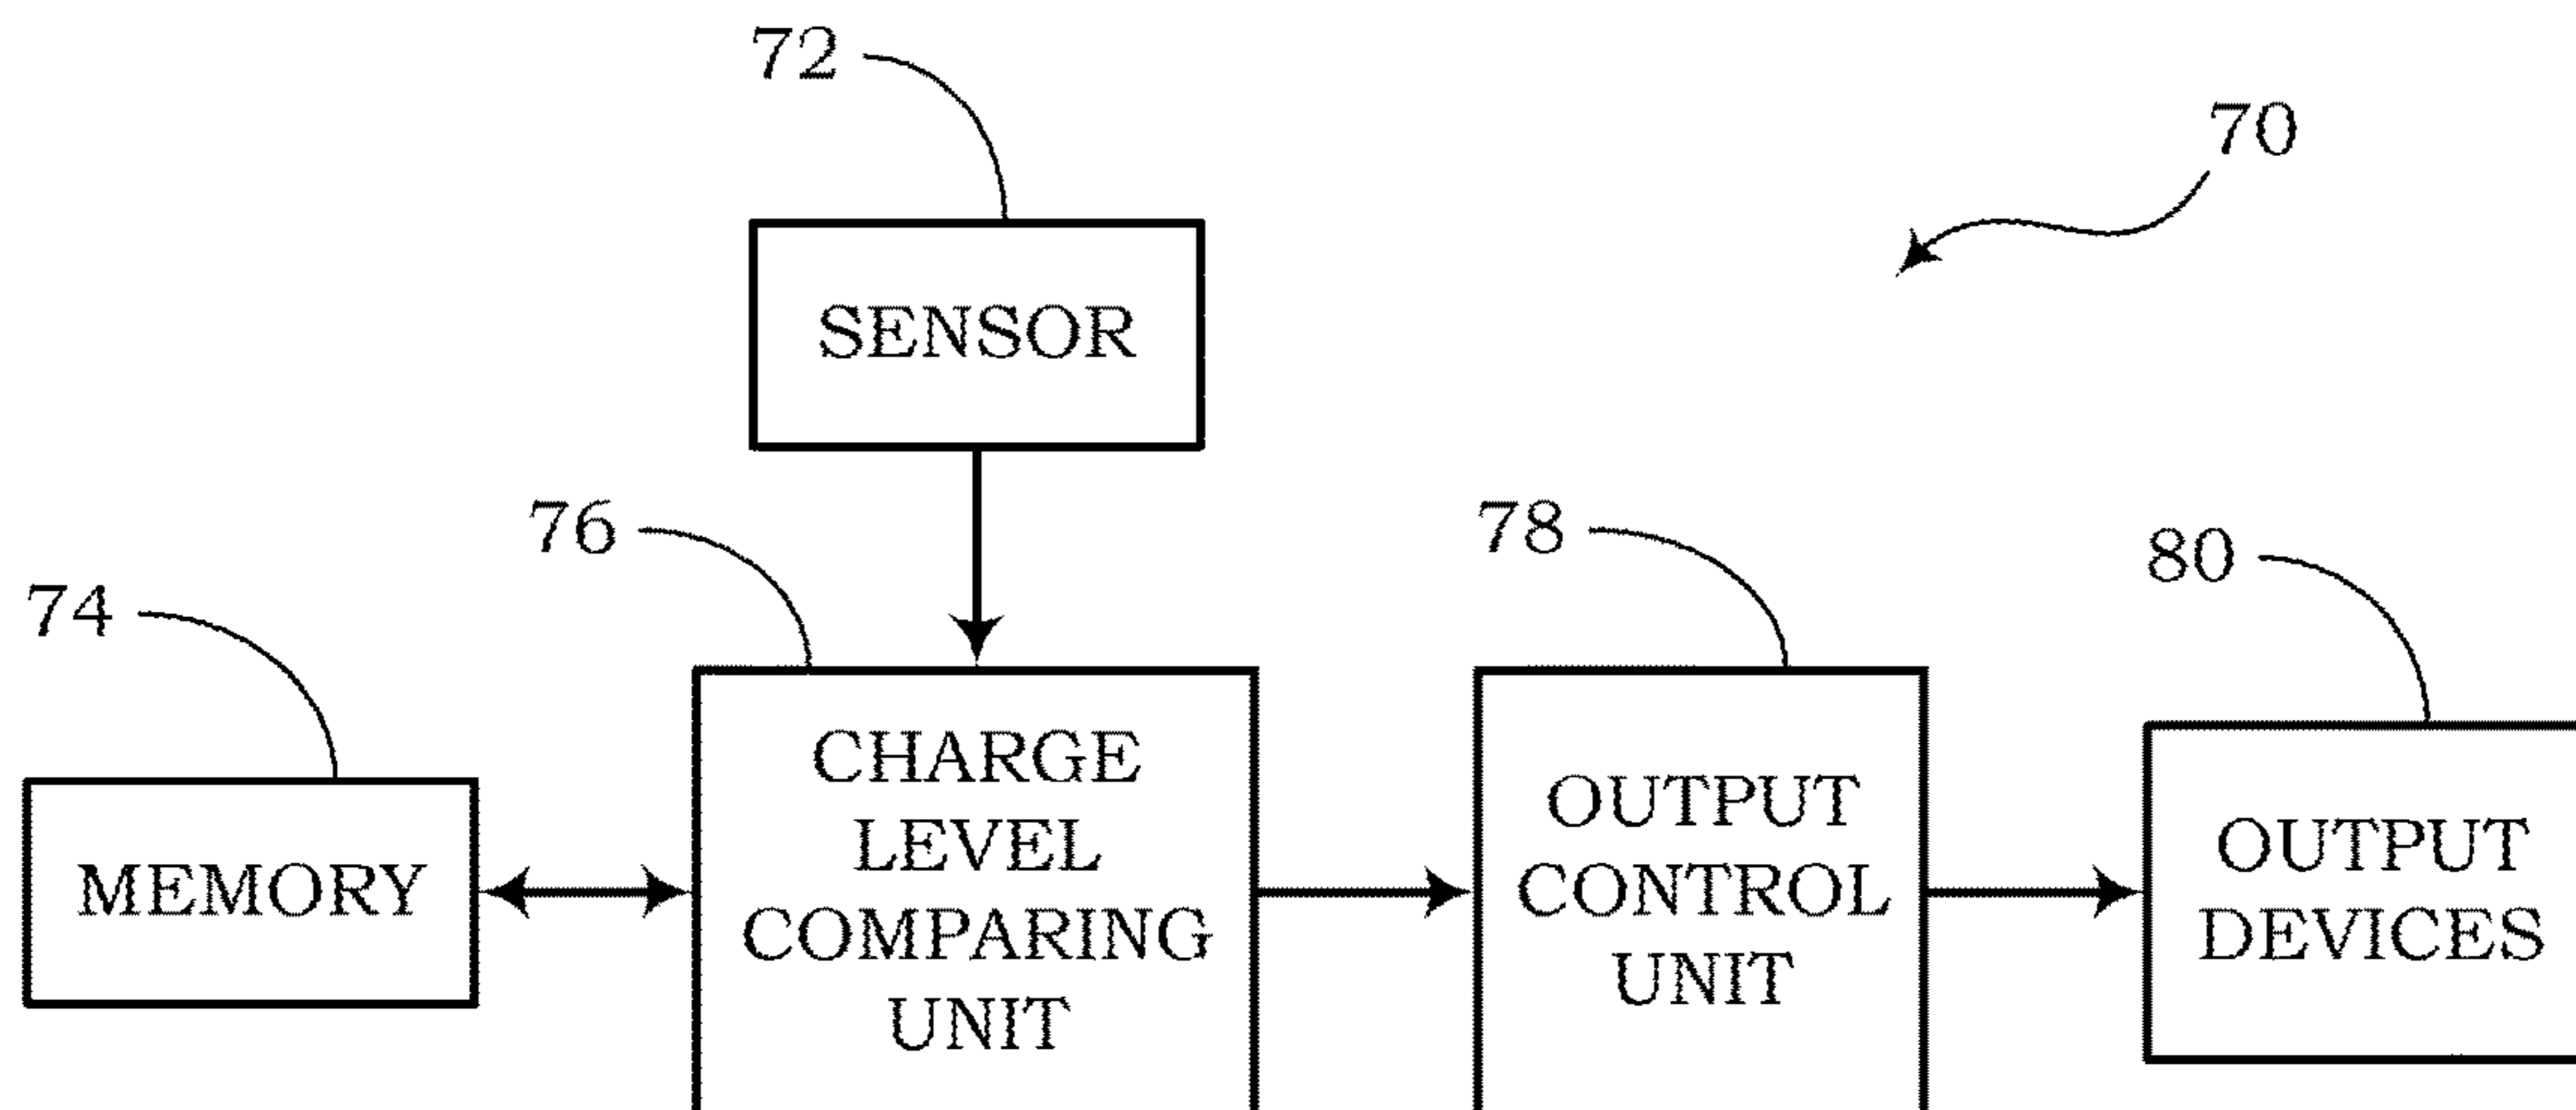 72
70
SENSOR
76
78
80
74
CHARGE
LEVEL
COMPARING
UNIT
OUTPUT
CONTROL
UNIT
OUTPUT
DEVICES
MEMORY